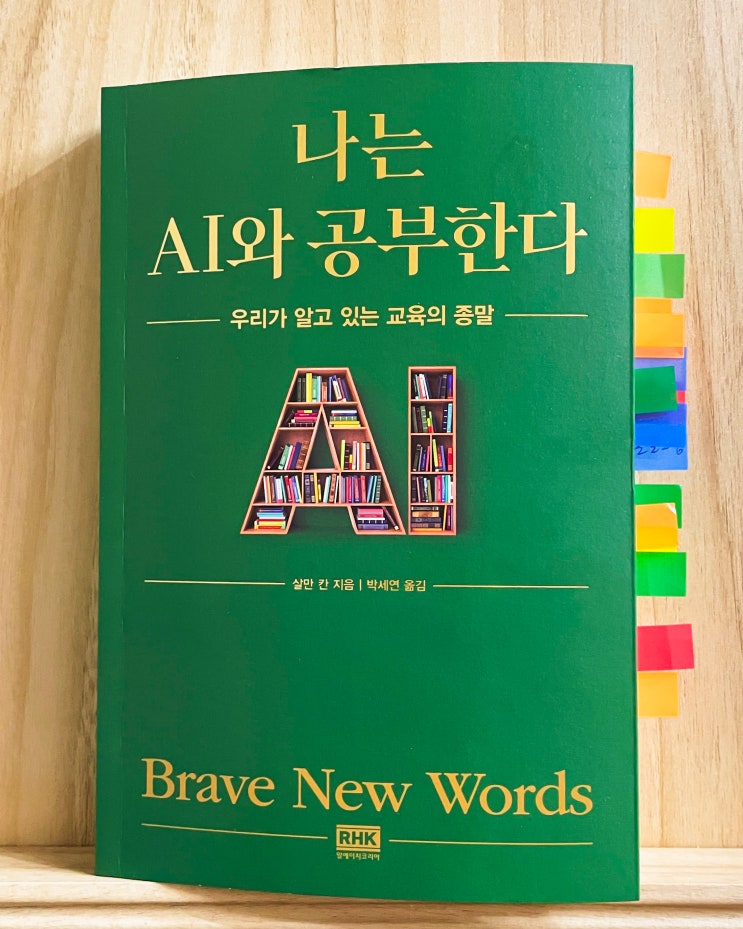 나는
AI와 공부한다
우리가 알고 있는 교육의 종말
AI
살만 칸 지음 | 박세연 옮김
Brave New Words
RHK
알에이치코리아
22-6